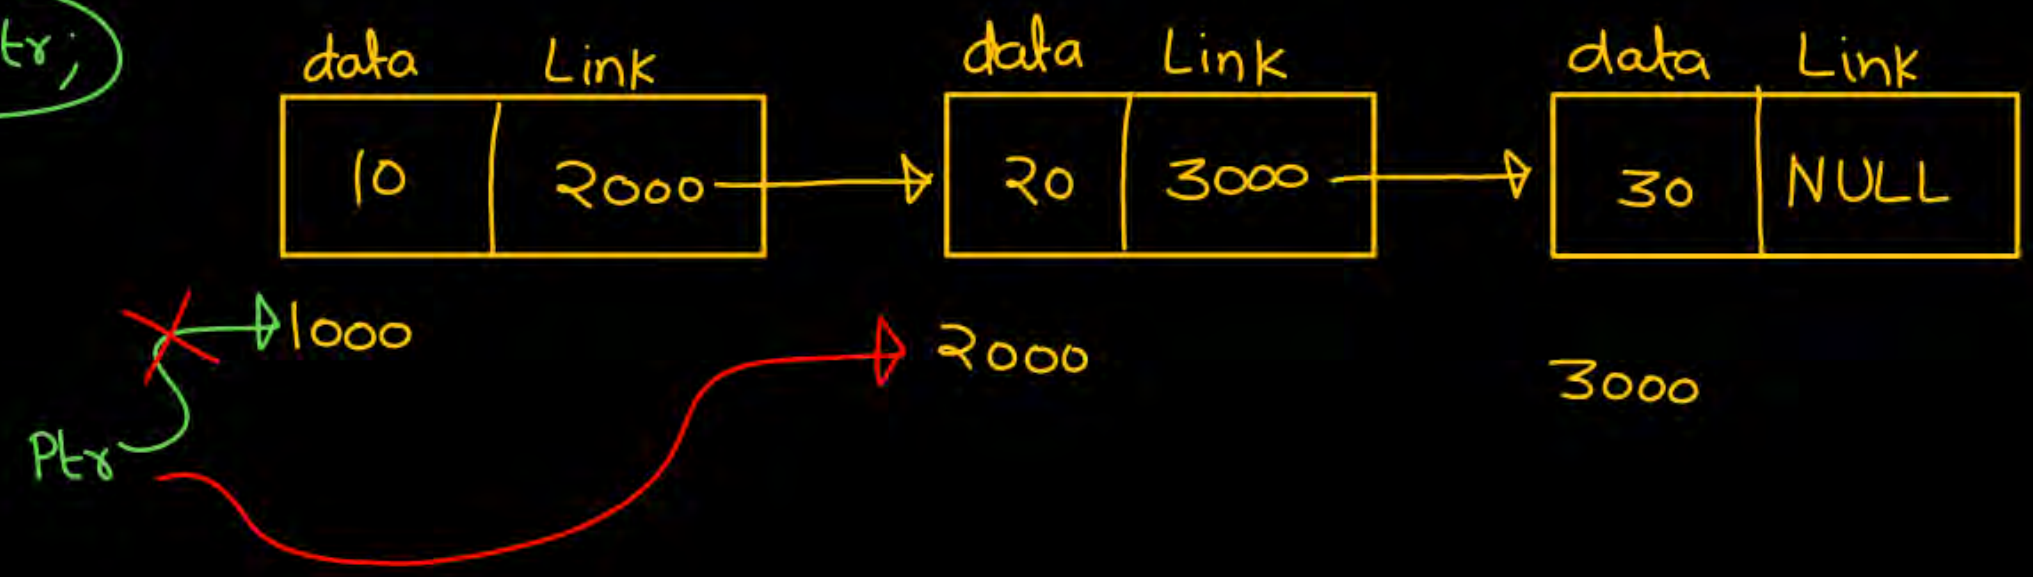 tr;
data Link data Link data Link
10 2000 20 3000 30 NULL
1000 2000 3000
Ptr